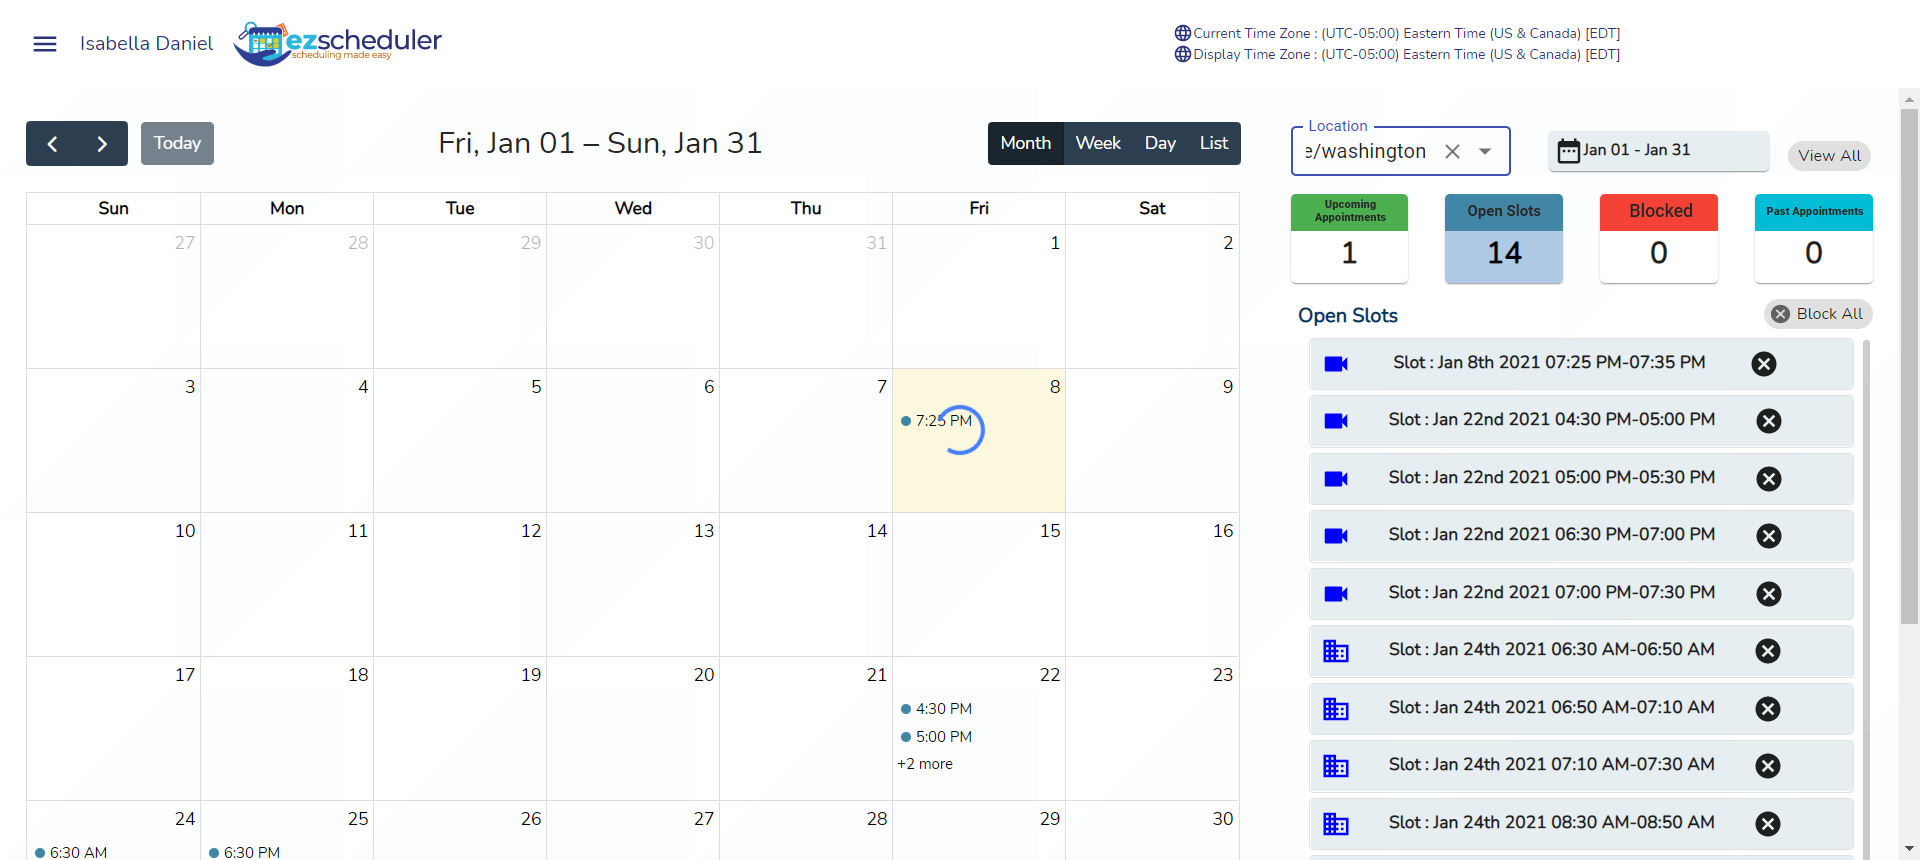 Isabella Daniel
ezscheduler
scheduling made easy
Current Time Zone : (UTC-05:00) Eastern Time (US & Canada) [EDT]
Display Time Zone : (UTC-05:00) Eastern Time (US & Canada) [EDT]
Today
Fri, Jan 01 – Sun, Jan 31
Month Week Day List
Location
e/washington
Jan 01 - Jan 31
View All
Sun Mon Tue Wed Thu Fri Sat
27 28 29 30 31 1 2
3 4 5 6 7 8 9
7:25 PM
10 11 12 13 14 15 16
17 18 19 20 21 22 23
4:30 PM
5:00 PM
+2 more
24 25 26 27 28 29 30
6:30 AM 6:30 PM
Upcoming
Appointments
1
Open Slots
14
Blocked
0
Past Appointments
0
Open Slots
Block All
Slot : Jan 8th 2021 07:25 PM-07:35 PM
Slot : Jan 22nd 2021 04:30 PM-05:00 PM
Slot : Jan 22nd 2021 05:00 PM-05:30 PM
Slot : Jan 22nd 2021 06:30 PM-07:00 PM
Slot : Jan 22nd 2021 07:00 PM-07:30 PM
Slot : Jan 24th 2021 06:30 AM-06:50 AM
Slot : Jan 24th 2021 06:50 AM-07:10 AM
Slot : Jan 24th 2021 07:10 AM-07:30 AM
Slot : Jan 24th 2021 08:30 AM-08:50 AM